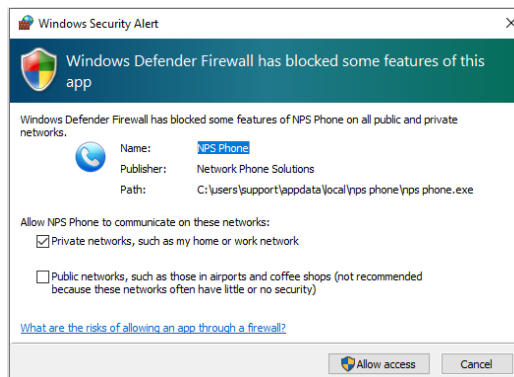 Windows Security Alert
Windows Defender Firewall has blocked some features of this
app
Windows Defender Firewall has blocked some features of NPS Phone on all public and private
networks.
Name: NPS Phone
Publisher: Network Phone Solutions
Path: C:\users\support\appdata\local\nps phone\nps phone.exe
Allow NPS Phone to communicate on these networks:
Private networks, such as my home or work network
Public networks, such as those in airports and coffee shops (not recommended
because these networks often have little or no security)
What are the risks of allowing an app through a firewall?
Allow access Cancel